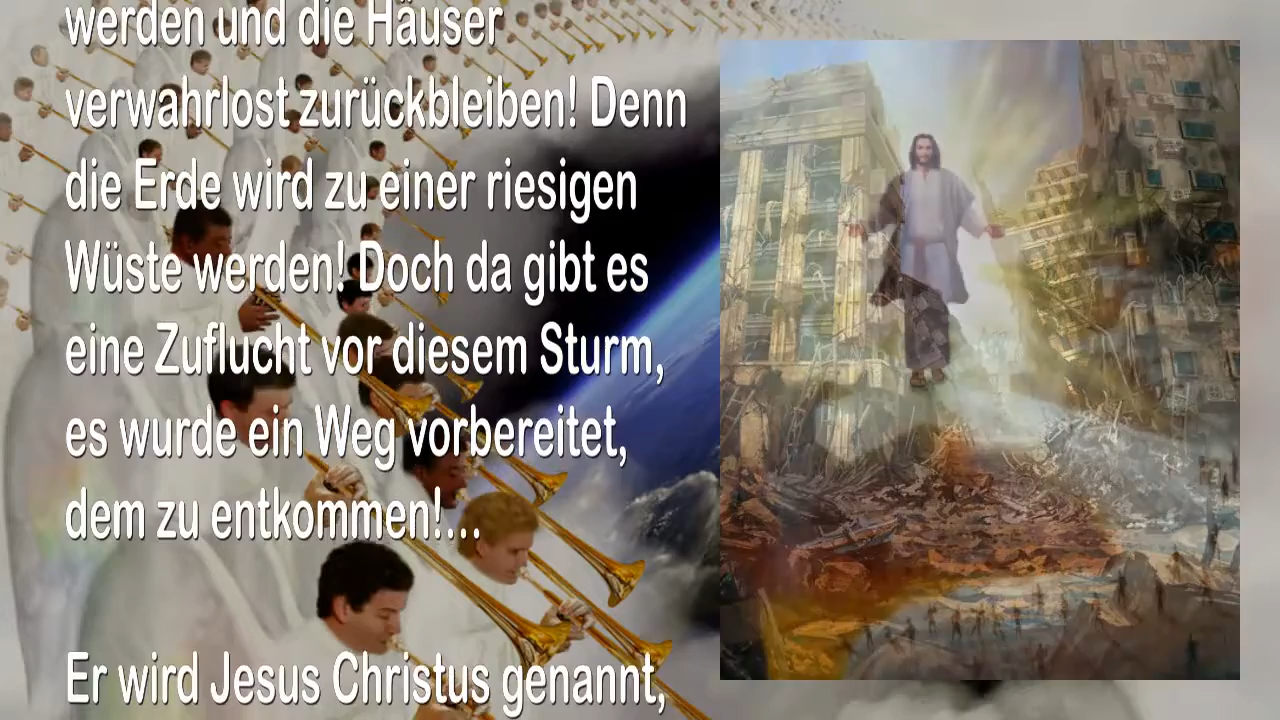 werden und die Häuser
verwahrlost zurückbleiben! Denn
die Erde wird zu einer riesigen
Wüste werden! Doch da gibt es
eine Zuflucht vor diesem Sturm,
es wurde ein Weg vorbereitet,
dem zu entkommen!...
Er wird Jesus Christus genannt,